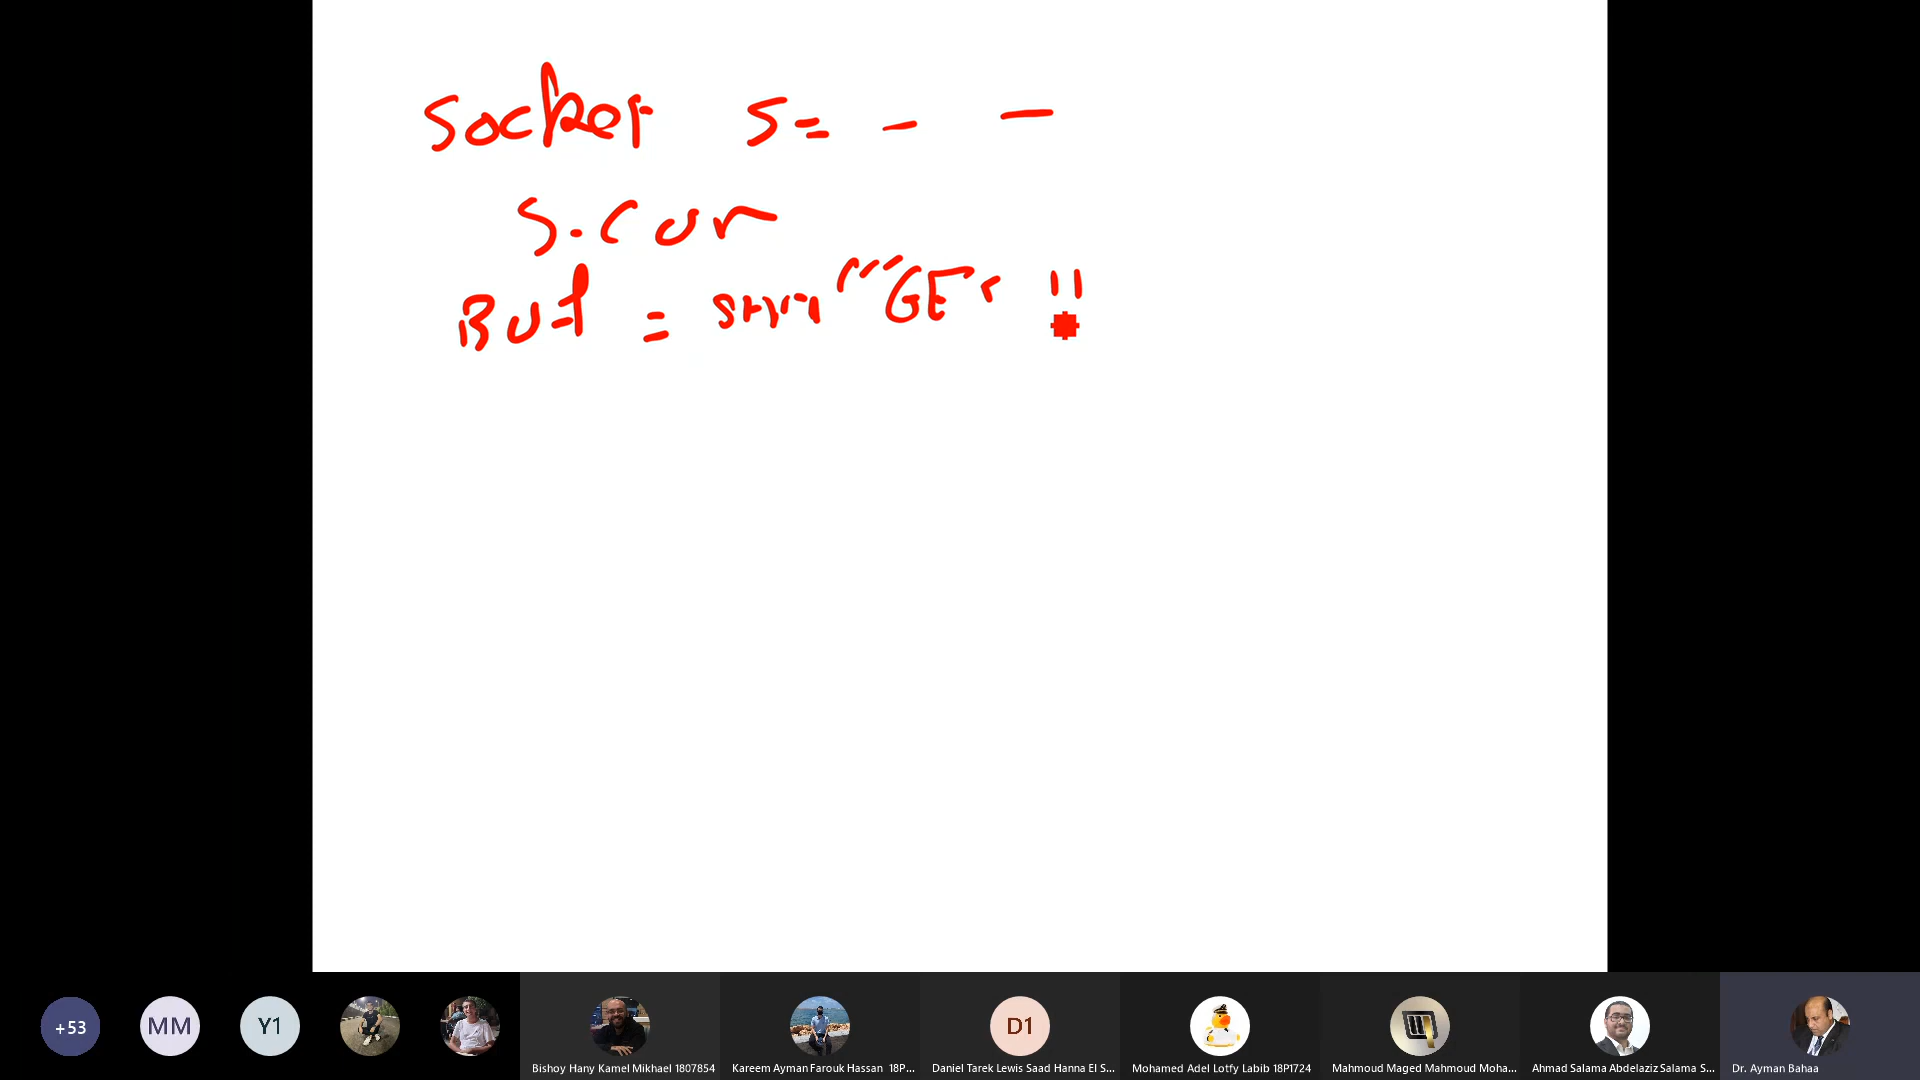 Socket S = - -
S. Con
Buf = " GET "
+53
MM
Y1
D1
Bishoy Hany Kamel Mikhael 1807854
Kareem Ayman Farouk Hassan 18P...
Daniel Tarek Lewis Saad Hanna El S...
Mohamed Adel Lotfy Labib 18P1724
Mahmoud Maged Mahmoud Moha...
Ahmad Salama Abdelaziz Salama S...
Dr. Ayman Bahaa